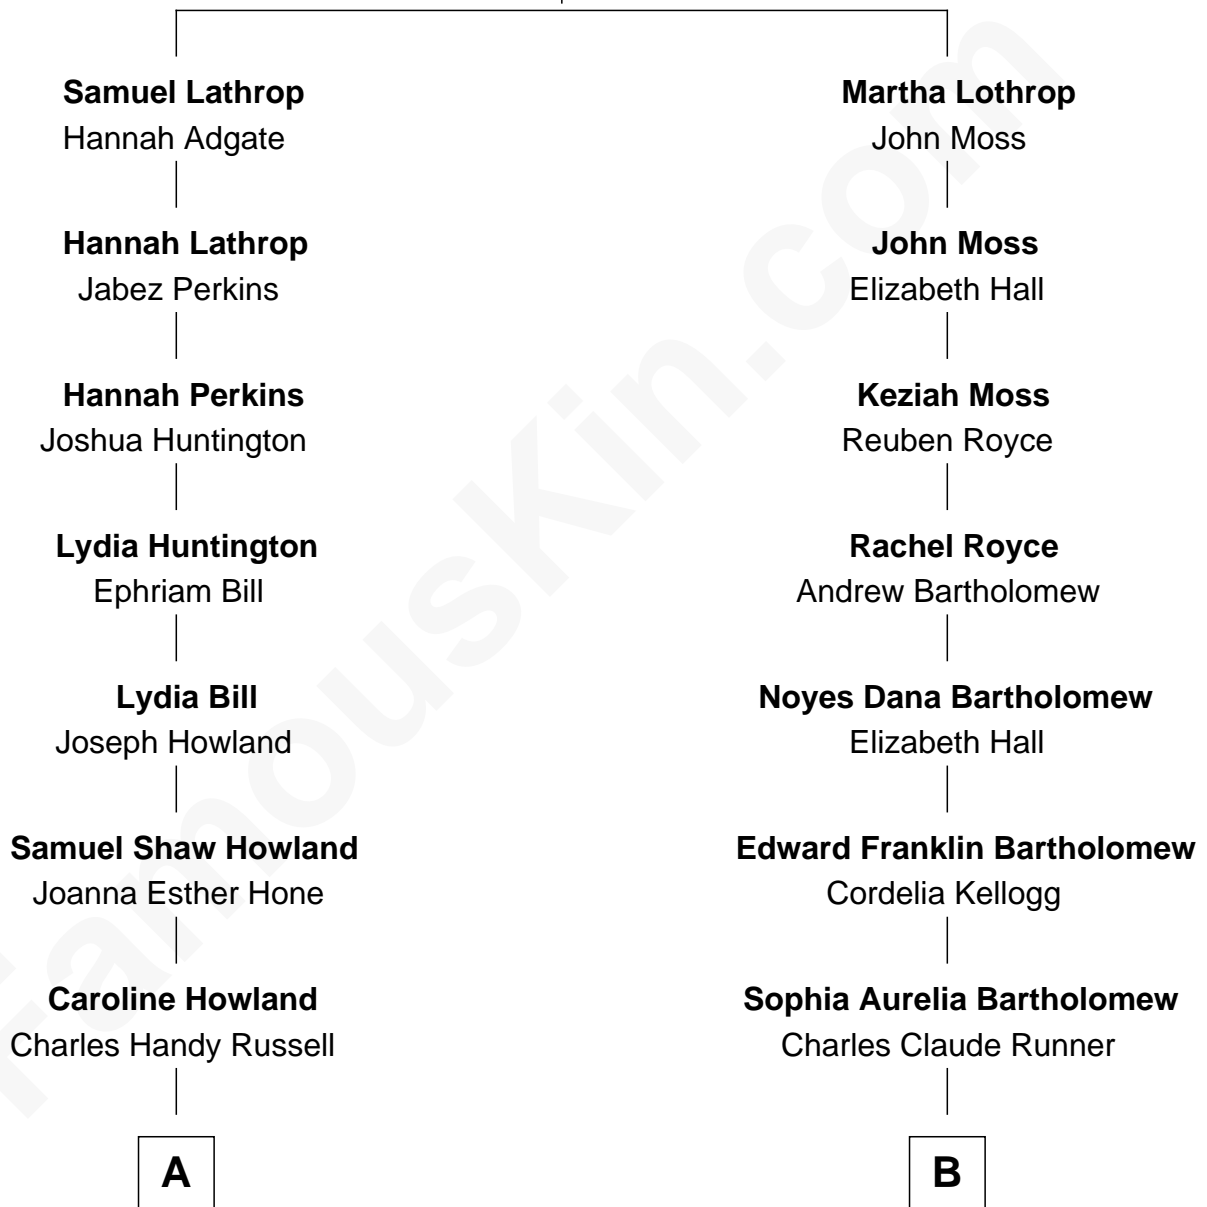 Samuel Lathrop
Hannah Adgate
Hannah Lathrop
Jabez Perkins
Hannah Perkins
Joshua Huntington
Lydia Huntington
Ephriam Bill
Lydia Bill
Joseph Howland
Samuel Shaw Howland
Joanna Esther Hone
Caroline Howland
Charles Handy Russell
A
Martha Lothrop
John Moss
John Moss
Elizabeth Hall
Keziah Moss
Reuben Royce
Rachel Royce
Andrew Bartholomew
Noyes Dana Bartholomew
Elizabeth Hall
Edward Franklin Bartholomew
Cordelia Kellogg
Sophia Aurelia Bartholomew
Charles Claude Runner
B
FamousKin.com